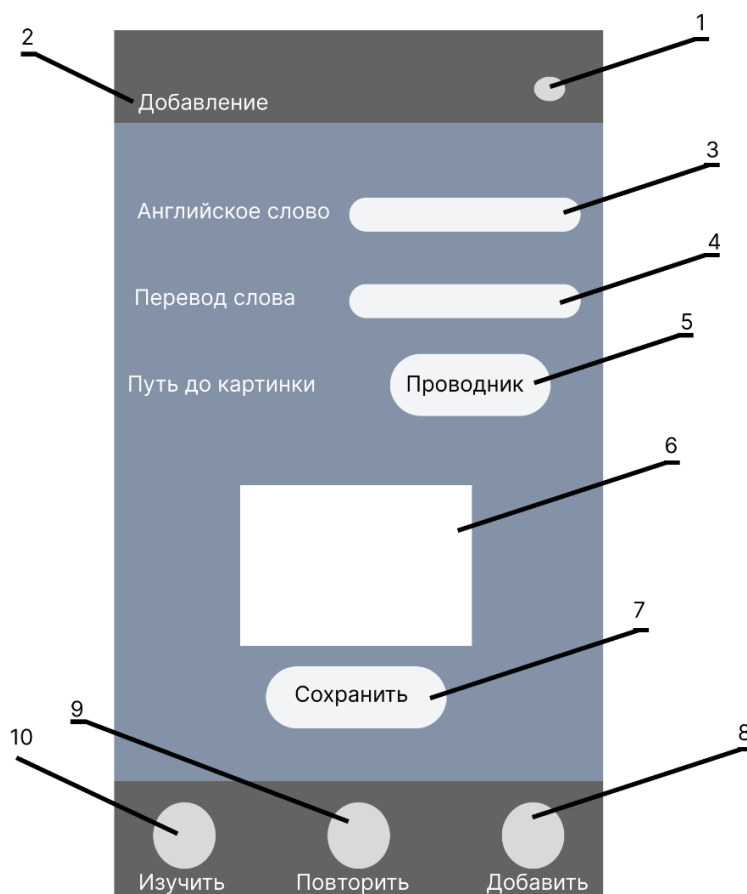 1
2
Добавление
3
Английское слово
4
Перевод слова
5
Путь до картинки
Проводник
6
7
Сохранить
8
9
10
Изучить
Повторить
Добавить